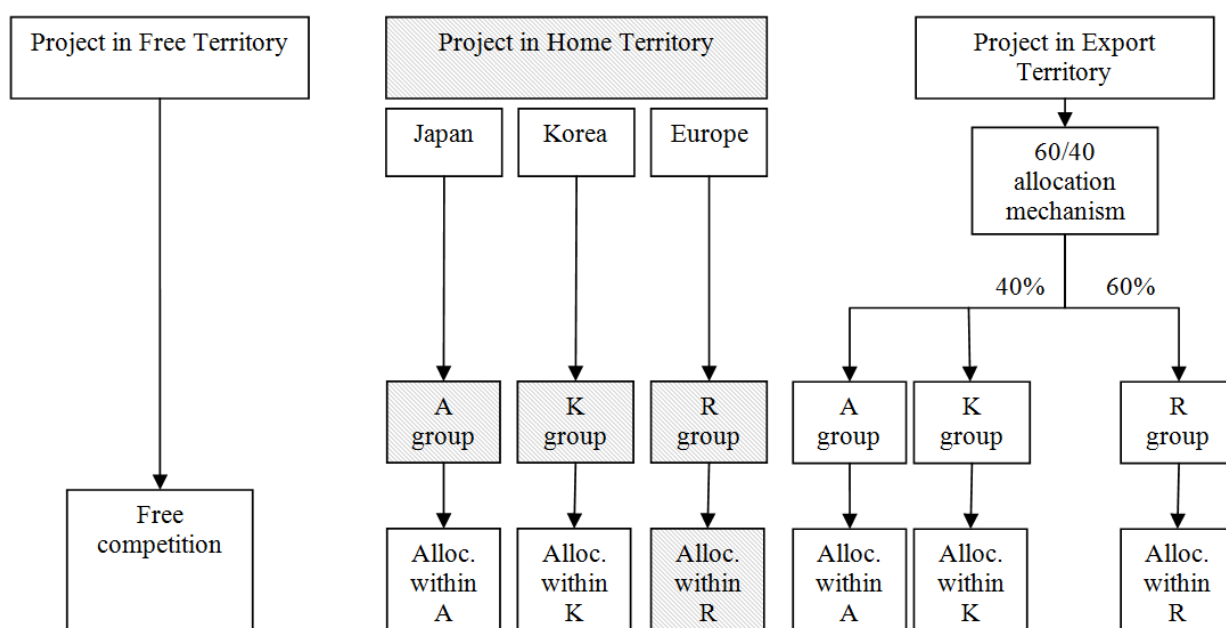 Project in Free Territory
Project in Home Territory
Project in Export
Territory
Japan
Korea
Europe
60/40
allocation
mechanism
40%
60%
A
group
K
group
R
group
A
group
K
group
R
group
Free
competition
Alloc.
within
A
Alloc.
within
K
Alloc.
within
R
Alloc.
within
A
Alloc.
within
K
Alloc.
within
R